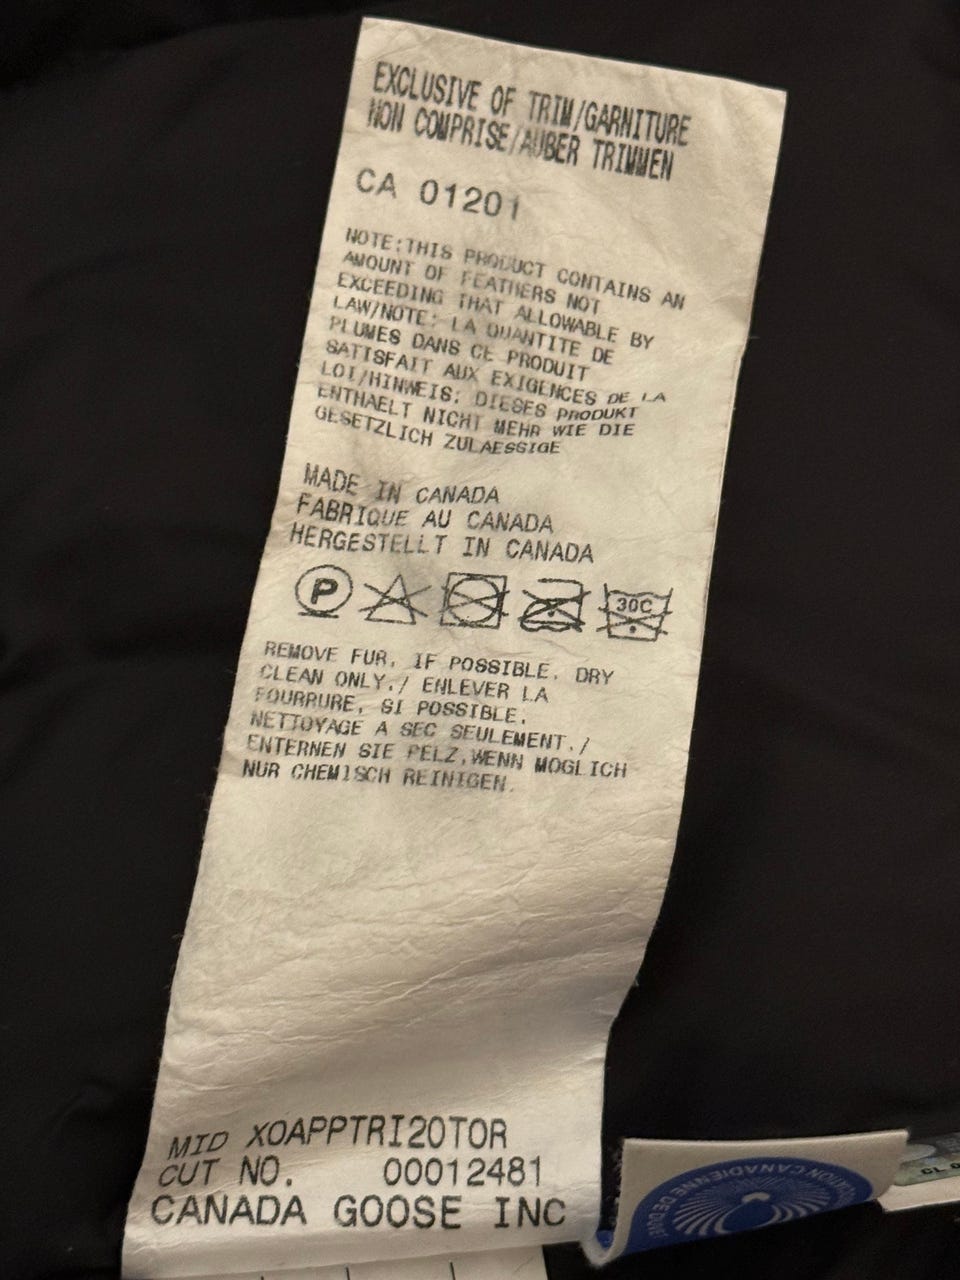 EXCLUSIVE OF TRIM/GARNITURE
NON COMPRISE/AUBER TRIMMEN
CA 01201
NOTE:THIS PRODUCT CONTAINS AN
AMOUNT OF FEATHERS NOT
EXCEEDING THAT ALLOWABLE BY
LAW/NOTE: LA QUANTITE DE
PLUMES DANS CE PRODUIT
SATISFAIT AUX EXIGENCES DE LA
LOI/HINWEIS: DIESES PRODUKT
ENTHAELT NICHT MEHR WIE DIE
GESETZLICH ZULAESSIGE
MADE IN CANADA
FABRIQUE AU CANADA
HERGESTELLT IN CANADA
P
30C
REMOVE FUR, IF POSSIBLE, DRY
CLEAN ONLY./ ENLEVER LA
FOURRURE, SI POSSIBLE,
NETTOYAGE A SEC SEULEMENT./
ENTERNEN SIE PELZ,WENN MOGLICH
NUR CHEMISCH REINIGEN.
MID XOAPPTRI20TOR
CUT NO. 00012481
CANADA GOOSE INC
CANADIENNE DE